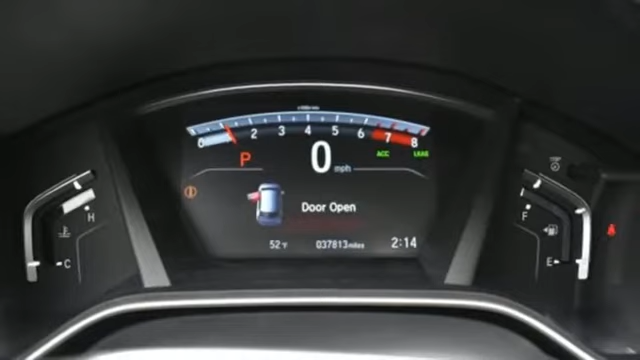 0 2 3 4 5 6 7 8
P 0 mph ACC LKAS
H
F
Door Open
C
E
52 °F 037813 miles 2:14